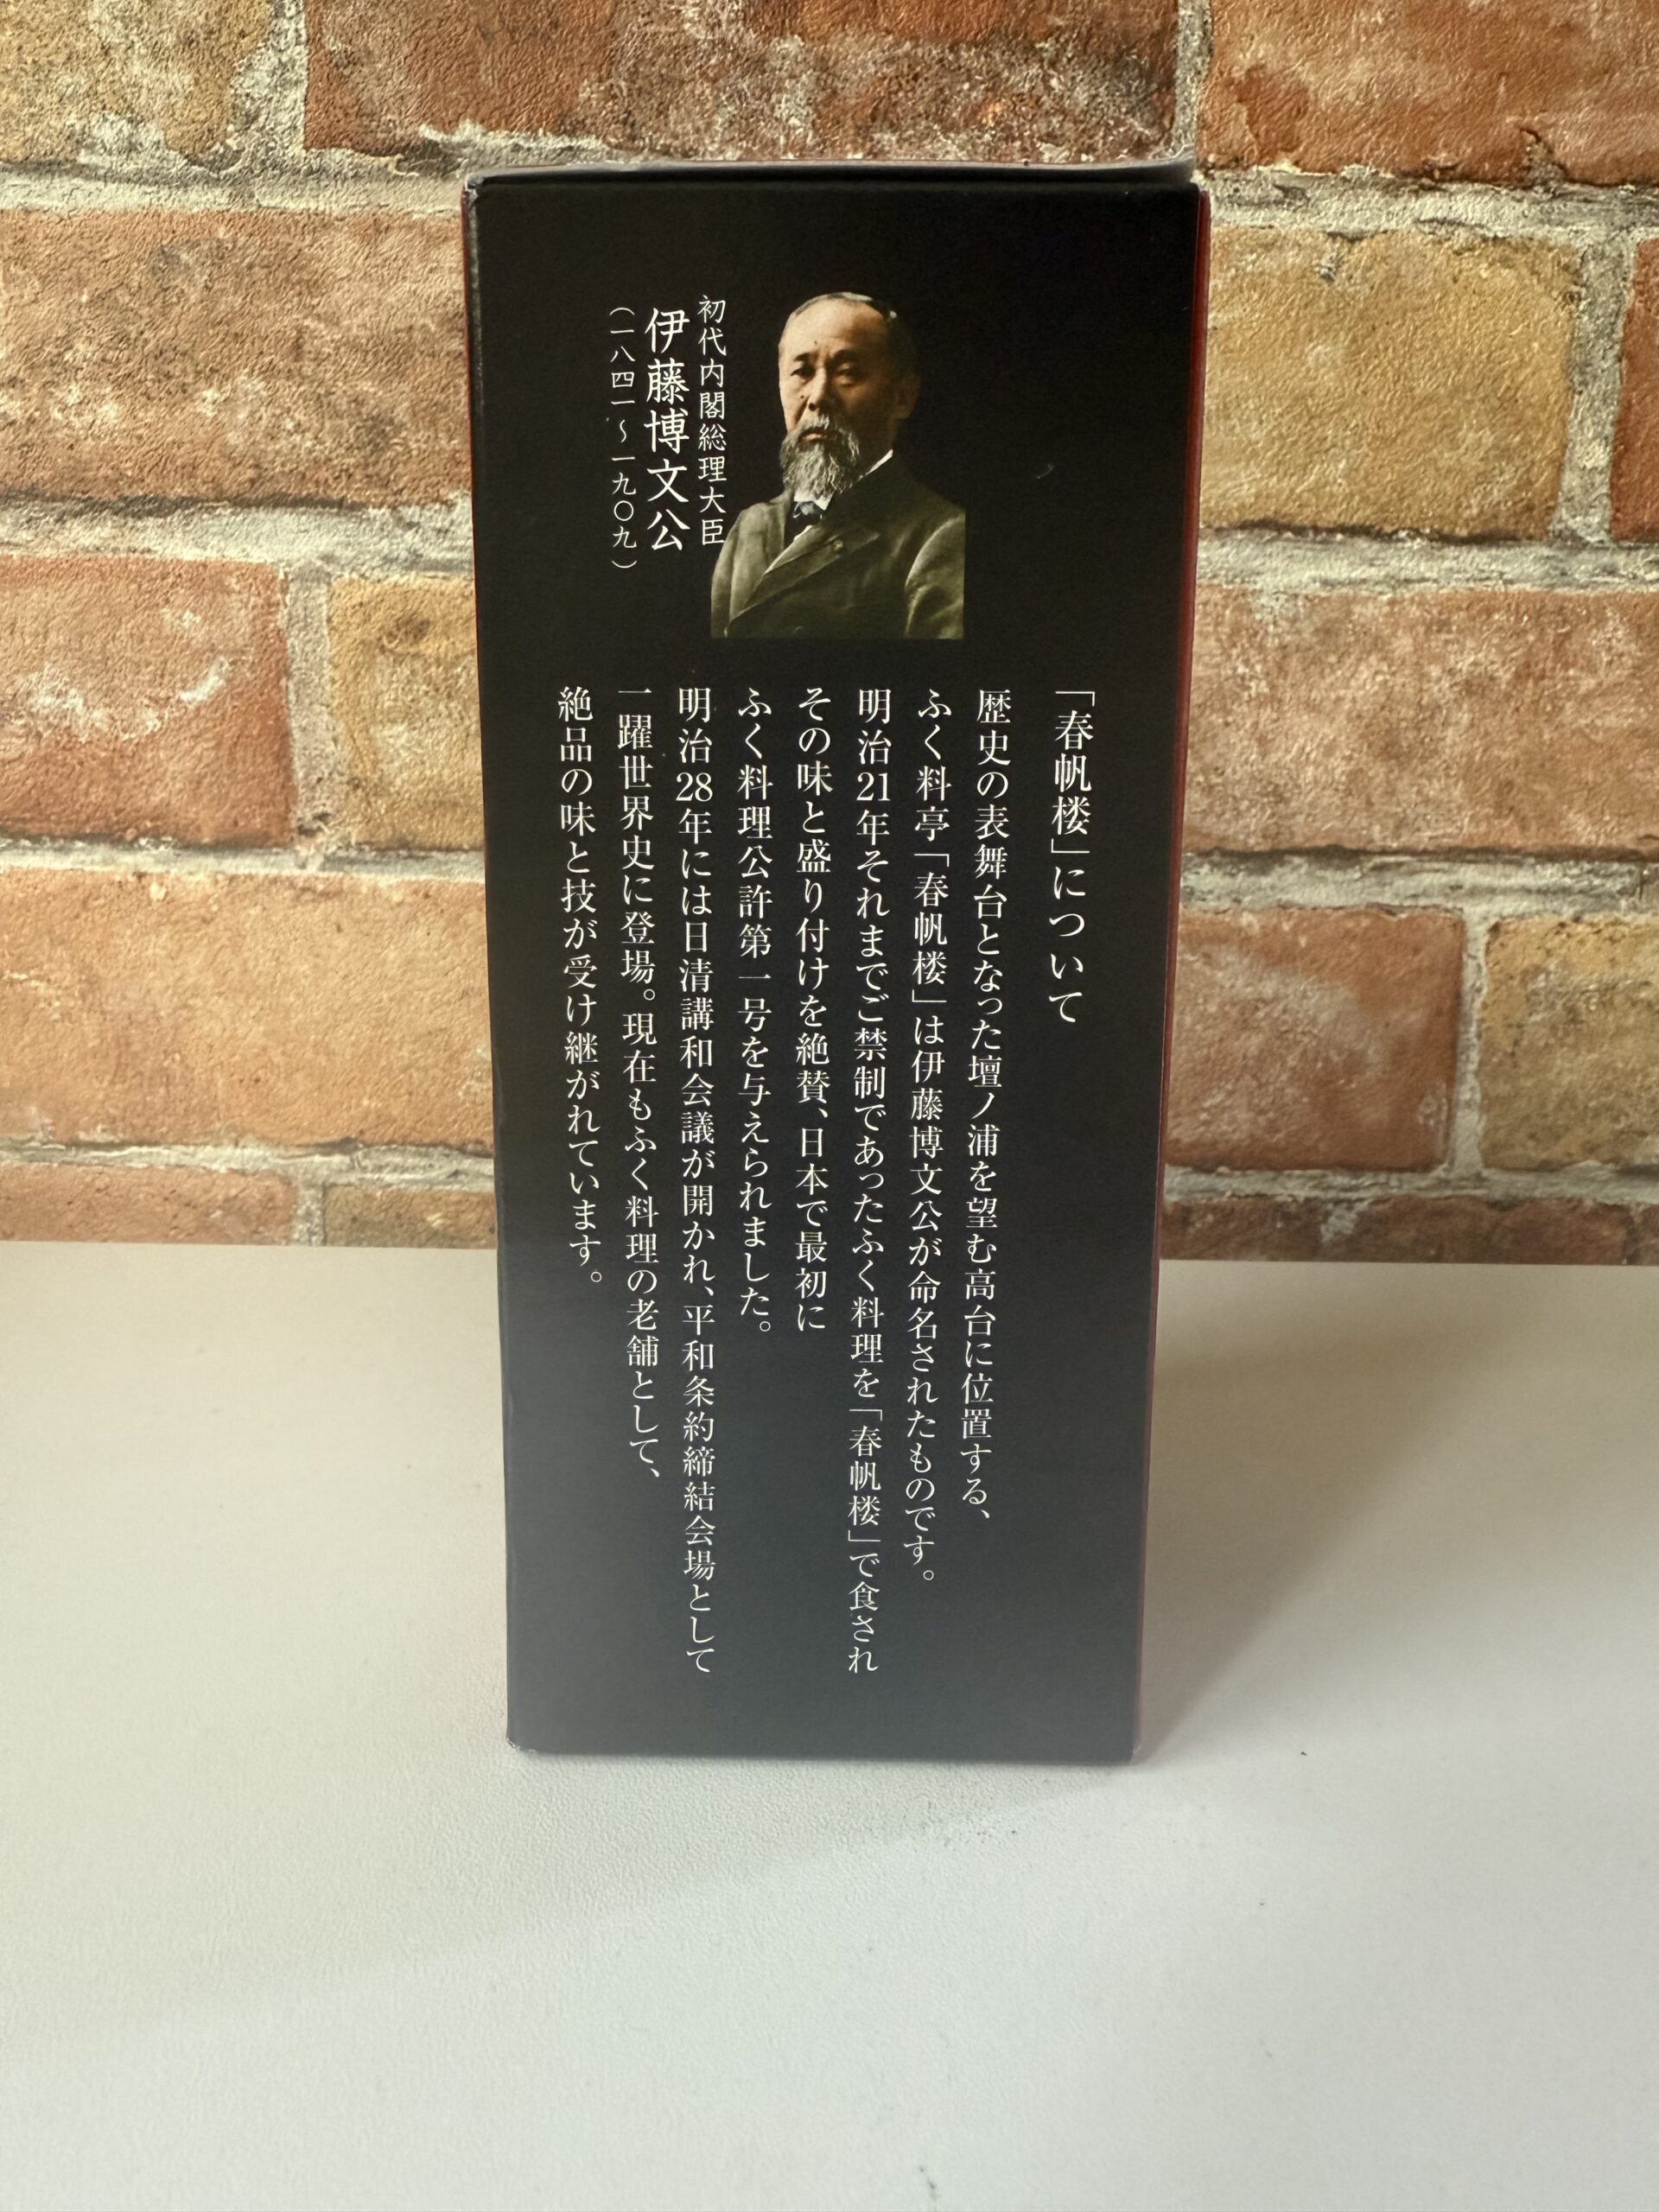 初代内閣総理大臣
伊藤博文公
(一八四一〜一九〇九)
「春帆楼」について
歴史の表舞台となった壇ノ浦を望む高台に位置する、
ふく料亭「春帆楼」は伊藤博文公が命名されたものです。
明治21年それまでご禁制であったふく料理を「春帆楼」で食され
その味と盛り付けを絶賛、日本で最初に
ふく料理公許第一号を与えられました。
明治28年には日清講和会議が開かれ、平和条約締結会場として
一躍世界史に登場。現在もふく料理の老舗として、
絶品の味と技が受け継がれています。